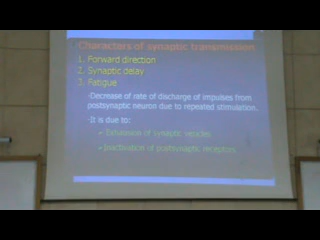 Characters of synaptic transmission
1. Forward direction
2. Synaptic delay
3. Fatigue
-Decrease of rate of discharge of impulses from
postsynaptic neuron due to repeated stimulation.
-It is due to:
- Exhaustion of synaptic vesicles
- Inactivation of postsynaptic receptors